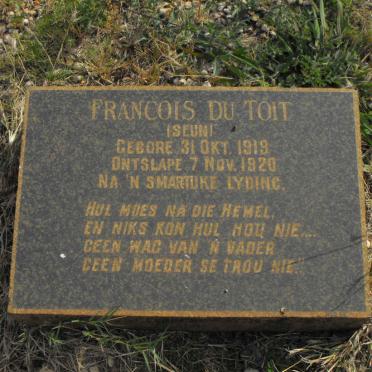 FRANCOIS DU TOIT
(SEUN)
GEBORE 31 OKT. 1919
ONTSLAPE 7 NOV. 1920
NA 'N SMARTLIKE LYDING.
HUL MOES NA DIE HEMEL,
EN NIKS KON HUL HOU NIE....
GEEN WAG VAN 'N VADER
GEEN MOEDER SE TROU NIE."